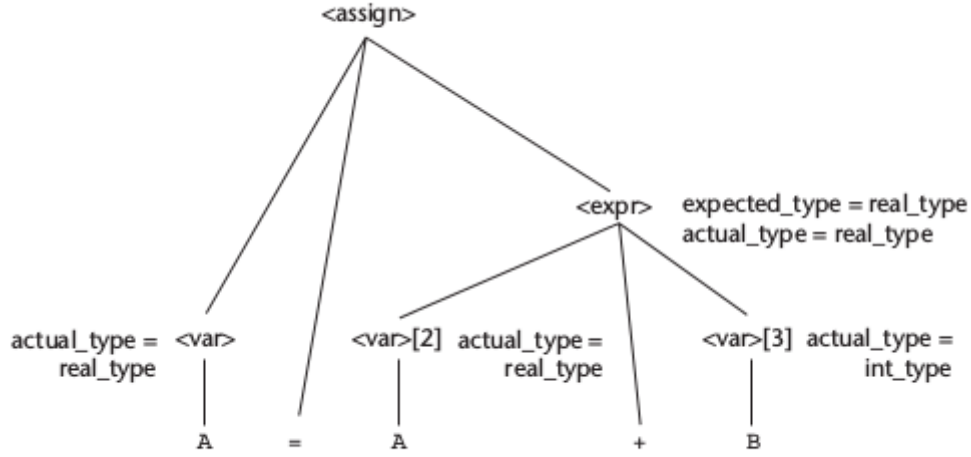 <assign>
<expr>
expected_type = real_type
actual_type = real_type
actual_type =
real_type
<var>
<var>[2]
actual_type =
real_type
<var>[3]
actual_type =
int_type
A = A + B